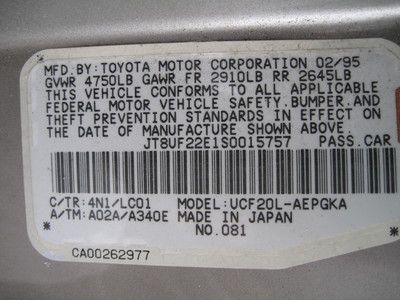 MFD.BY:TOYOTA MOTOR CORPORATION 02/95
GVWR 4750LB GAWR FR 2910LB RR 2645LB
THIS VEHICLE CONFORMS TO ALL APPLICABLE
FEDERAL MOTOR VEHICLE SAFETY,BUMPER,AND
THEFT PREVENTION STANDARDS IN EFFECT ON
THE DATE OF MANUFACTURE SHOWN ABOVE.
JT8UF22E1S0015757 PASS.CAR
C/TR:4N1/LC01 MODEL:UCF20L-AEPGKA
A/TM:A02A/A340E MADE IN JAPAN
NO.081
CA00262977